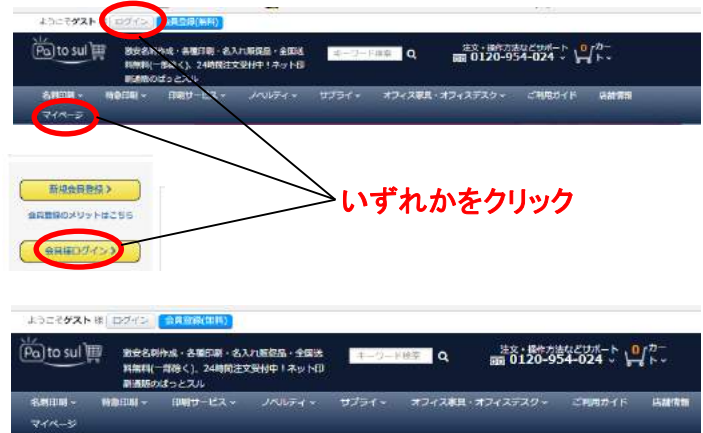 ようこそゲスト 様 ログイン 会員登録(無料)
Pa to sul
激安名刺作成・各種印刷・名入れ販促品・全国送
料無料(一部除く)、24時間注文受付中！ネット印
刷通販のぱっとスル
キーワード検索
注文・操作方法などサポート
0120-954-024
0 カート
名刺印刷 特急印刷 印刷サービス ノベルティ サプライ オフィス家具・オフィスデスク ご利用ガイド 店舗情報
マイページ
新規会員登録 >
会員登録のメリットはこちら
会員様ログイン >
いずれかをクリック
ようこそゲスト 様 ログイン 会員登録(無料)
Pa to sul
激安名刺作成・各種印刷・名入れ販促品・全国送
料無料(一部除く)、24時間注文受付中！ネット印
刷通販のぱっとスル
キーワード検索
注文・操作方法などサポート
0120-954-024
0 カート
名刺印刷 特急印刷 印刷サービス ノベルティ サプライ オフィス家具・オフィスデスク ご利用ガイド 店舗情報
マイページ